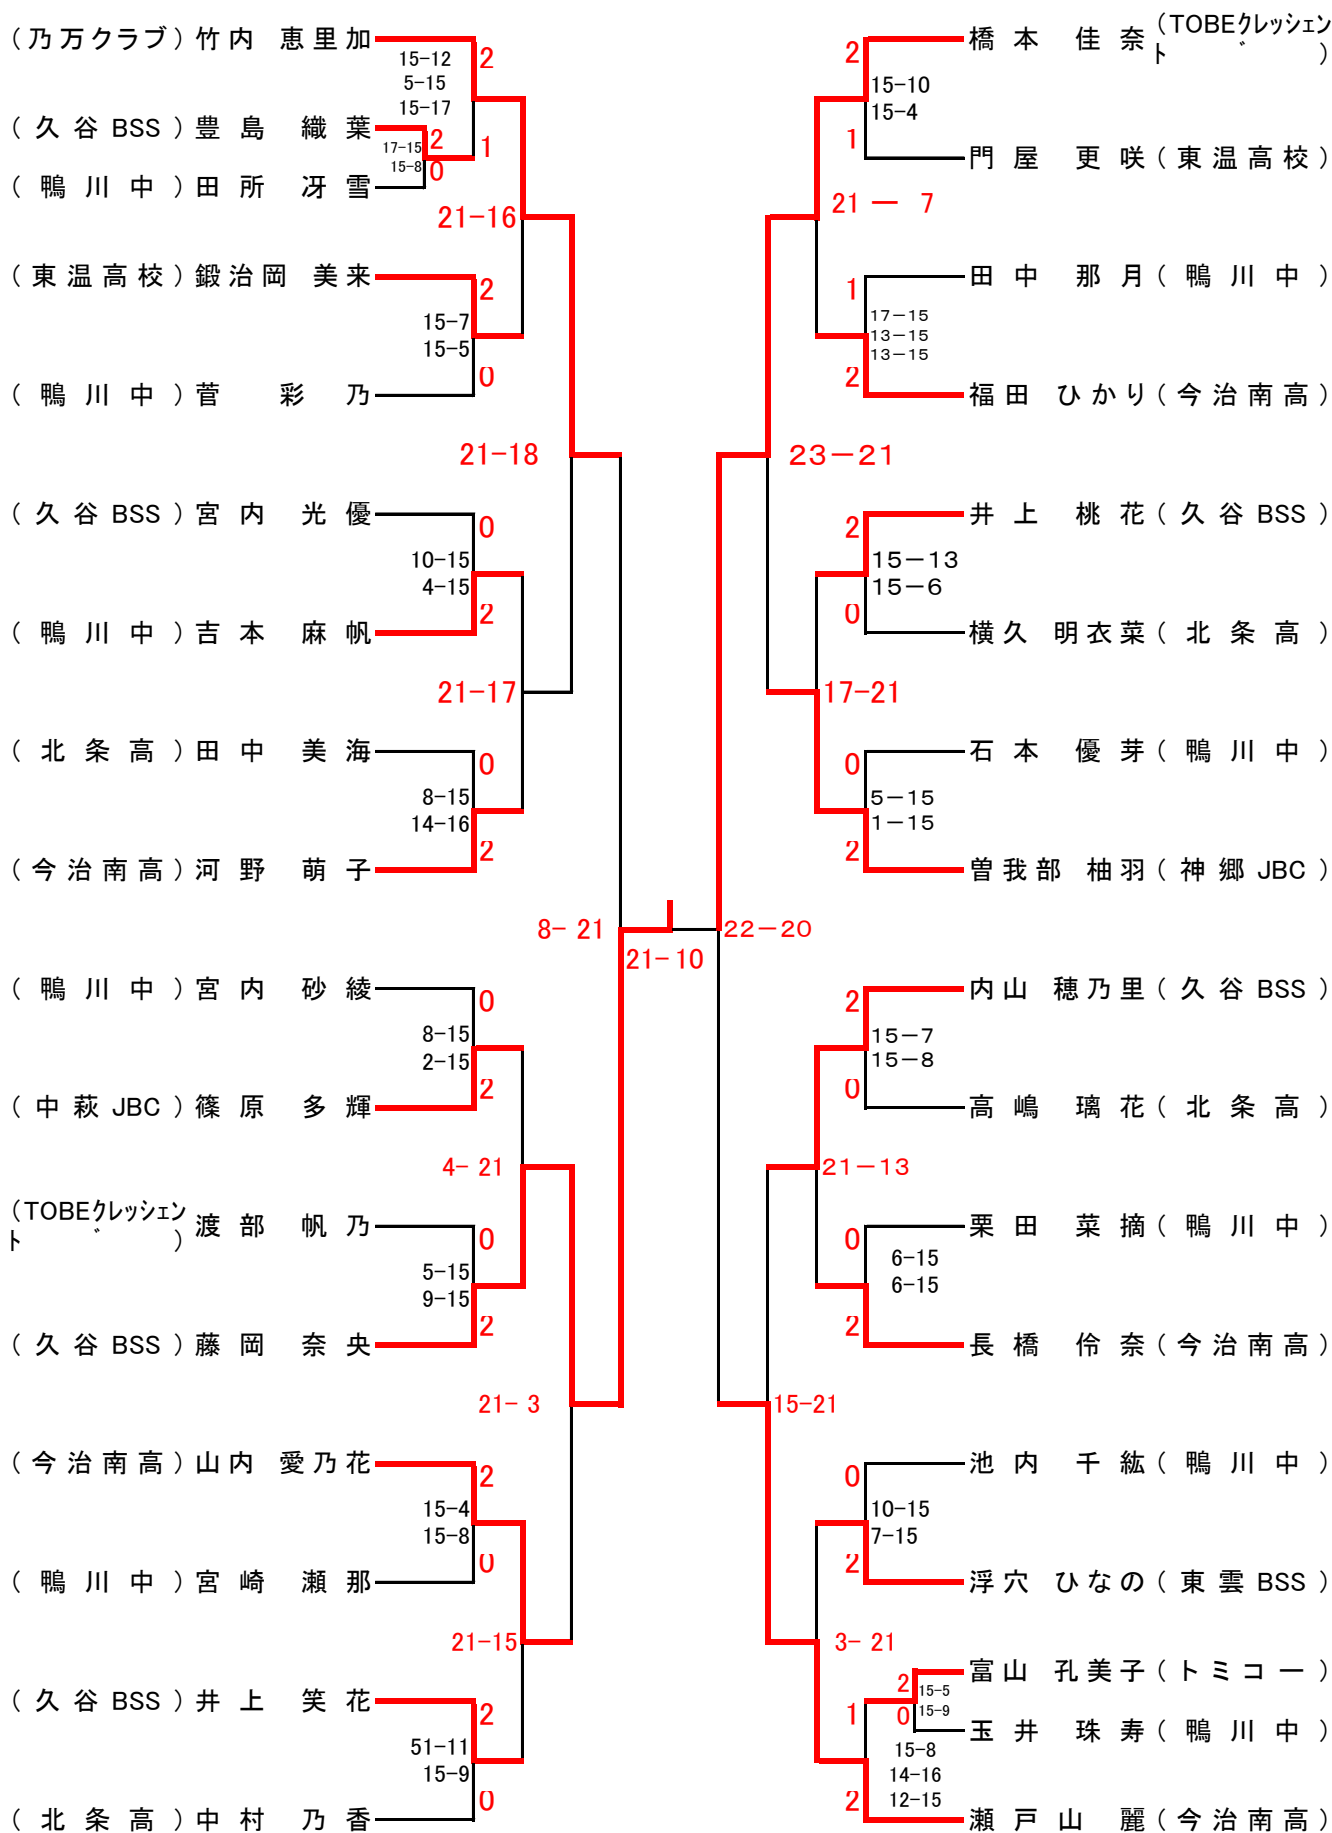 (乃万クラブ) 竹内 恵里加
15-12
5-15
15-17
2
(久谷BSS) 豊島 織葉
17-15
15-8
2
0
1
(鴨川中) 田所 冴雪
21-16
(東温高校) 鍛治岡 美来
2
15-7
15-5
0
(鴨川中) 菅 彩乃
21-18
(久谷BSS) 宮内 光優
0
10-15
4-15
2
(鴨川中) 吉本 麻帆
21-17
(北条高) 田中 美海
0
8-15
14-16
2
(今治南高) 河野 萌子
8- 21
21-10
(鴨川中) 宮内 砂綾
0
8-15
2-15
2
(中萩JBC) 篠原 多輝
4- 21
(TOBEクレッシェン
ド) 渡部 帆乃
0
5-15
9-15
2
(久谷BSS) 藤岡 奈央
21- 3
(今治南高) 山内 愛乃花
2
15-4
15-8
0
(鴨川中) 宮崎 瀬那
21-15
(久谷BSS) 井上 笑花
2
51-11
15-9
0
(北条高) 中村 乃香
橋本 佳奈 (TOBEクレッシェン
ド)
2
15-10
15-4
1
門屋 更咲 (東温高校)
21 ー 7
田中 那月 (鴨川中)
1
17-15
13-15
13-15
2
福田 ひかり (今治南高)
23-21
井上 桃花 (久谷BSS)
2
15-13
15-6
0
横久 明衣菜 (北条高)
17-21
石本 優芽 (鴨川中)
0
5-15
1-15
2
曽我部 柚羽 (神郷JBC)
22-20
内山 穂乃里 (久谷BSS)
2
15-7
15-8
0
高嶋 璃花 (北条高)
21-13
栗田 菜摘 (鴨川中)
0
6-15
6-15
2
長橋 伶奈 (今治南高)
15-21
池内 千紘 (鴨川中)
0
10-15
7-15
2
浮穴 ひなの (東雲BSS)
3- 21
富山 孔美子 (トミコー)
2
15-5
15-9
0
1
玉井 珠寿 (鴨川中)
15-8
14-16
12-15
2
瀬戸山 麗 (今治南高)